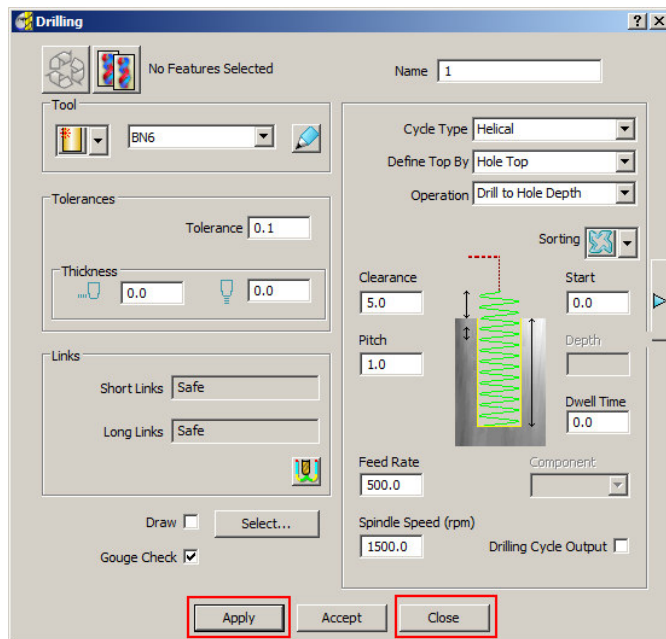 Drilling
No Features Selected
Name 1
Tool
BN6
Cycle Type Helical
Define Top By Hole Top
Operation Drill to Hole Depth
Tolerances
Tolerance 0.1
Sorting
Thickness
0.0 0.0
Clearance Start
5.0 0.0
Pitch Depth
1.0
Links
Short Links Safe
Dwell Time
0.0
Long Links Safe
Feed Rate Component
500.0
Draw Select...
Spindle Speed (rpm)
1500.0 Drilling Cycle Output
Gouge Check
Apply Accept Close